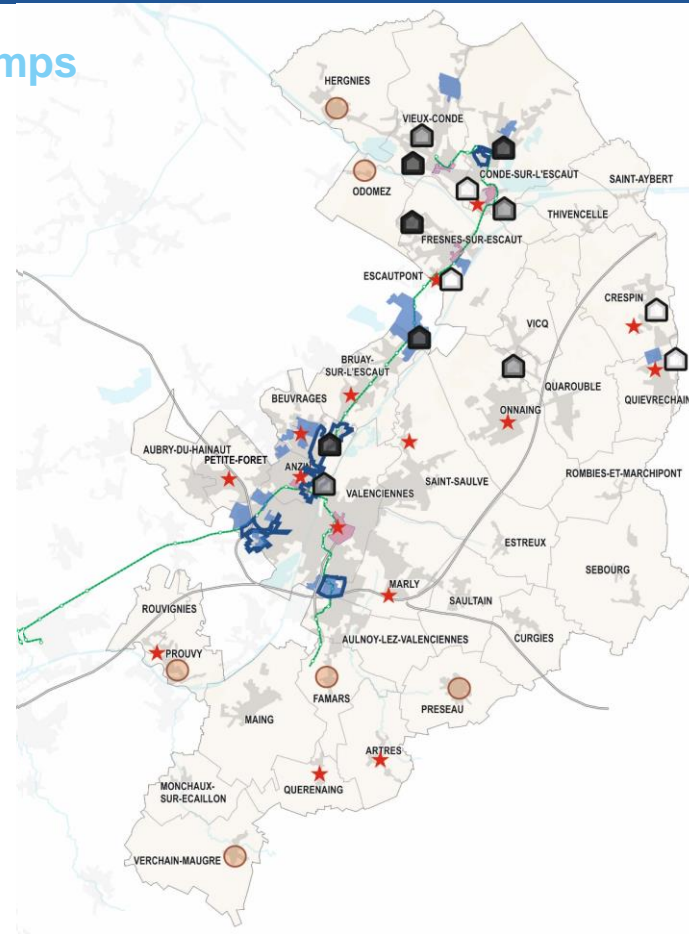 mps
HERGNIES
VIEUX-CONDE
CONDE-SUR-L'ESCAUT
SAINT-AYBERT
ODOMEZ
THIVENCELLE
FRESNES-SUR-ESCAUT
ESCAUTPONT
CRESPIN
VICQ
BRUAY-
SUR-L'ESCAUT
QUAROUBLE
QUIEVRECHAIN
BEUVRAGES
ONNAING
AUBRY-DU-HAINAUT
PETITE-FORET
ANZIN
ROMBIES-ET-MARCHIPONT
SAINT-SAULVE
VALENCIENNES
ESTREUX
SEBOURG
MARLY
SAULTAIN
ROUVIGNIES
CURGIES
AULNOY-LEZ-VALENCIENNES
PROUVY
FAMARS
PRESEAU
MAING
ARTRES
MONCHAUX-
SUR-ECAILLON
QUERENAING
VERCHAIN-MAUGRE